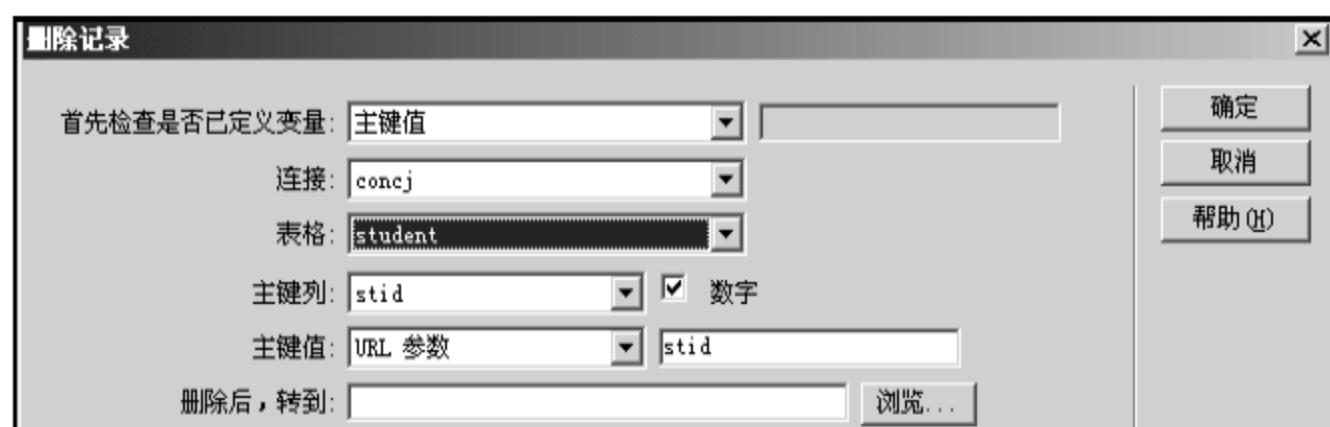 删除记录
首先检查是否已定义变量: 主键值
确定
连接: concj
取消
表格: student
帮助(H)
主键列: stid 数字
主键值: URL 参数 stid
删除后，转到: 浏览...